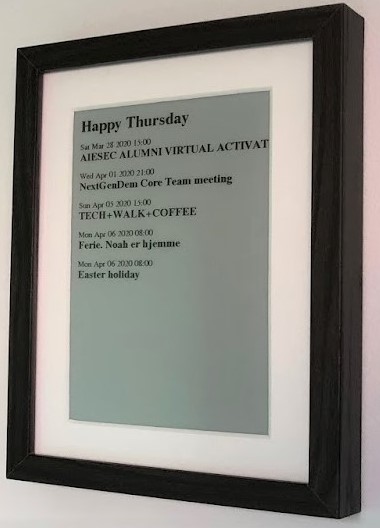 Happy Thursday
Sat Mar 28 2020 15:00
AIESEC ALUMNI VIRTUAL ACTIVAT
Wed Apr 01 2020 21:00
NextGenDem Core Team meeting
Sun Apr 05 2020 15:00
TECH+WALK+COFFEE
Mon Apr 06 2020 08:00
Ferie. Noah er hjemme
Mon Apr 06 2020 08:00
Easter holiday